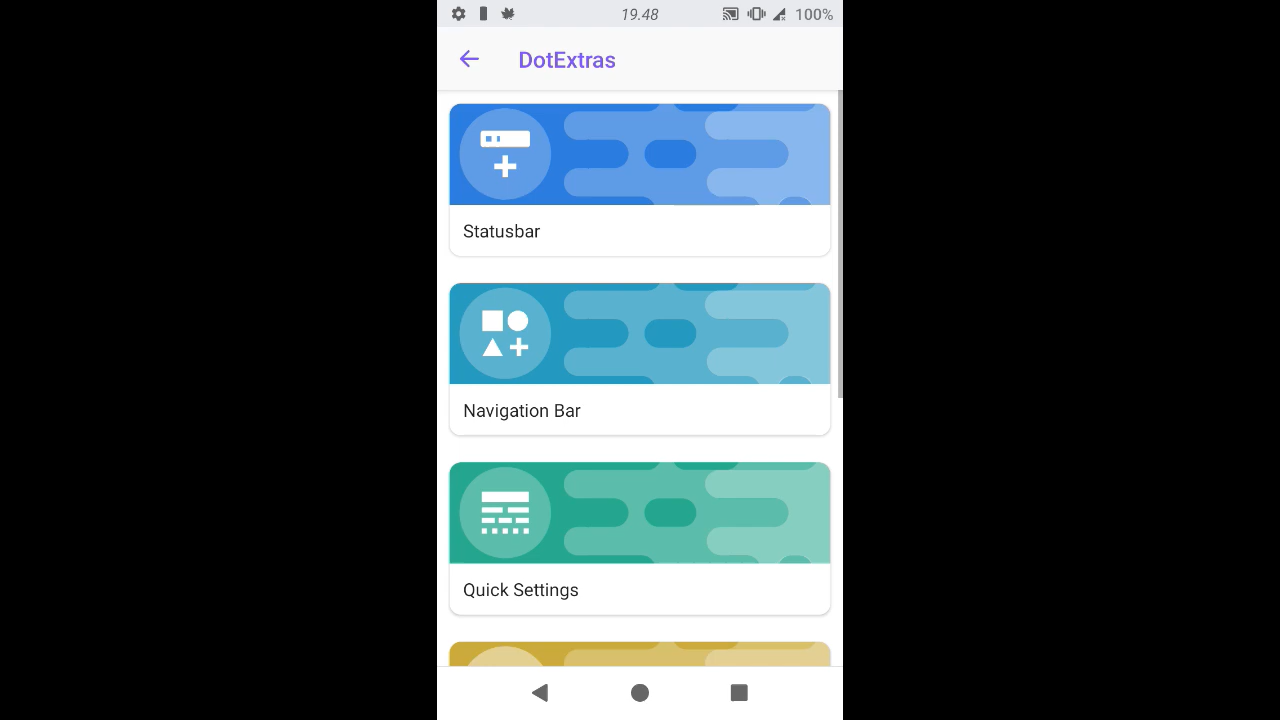 19.48
100%
DotExtras
Statusbar
Navigation Bar
Quick Settings